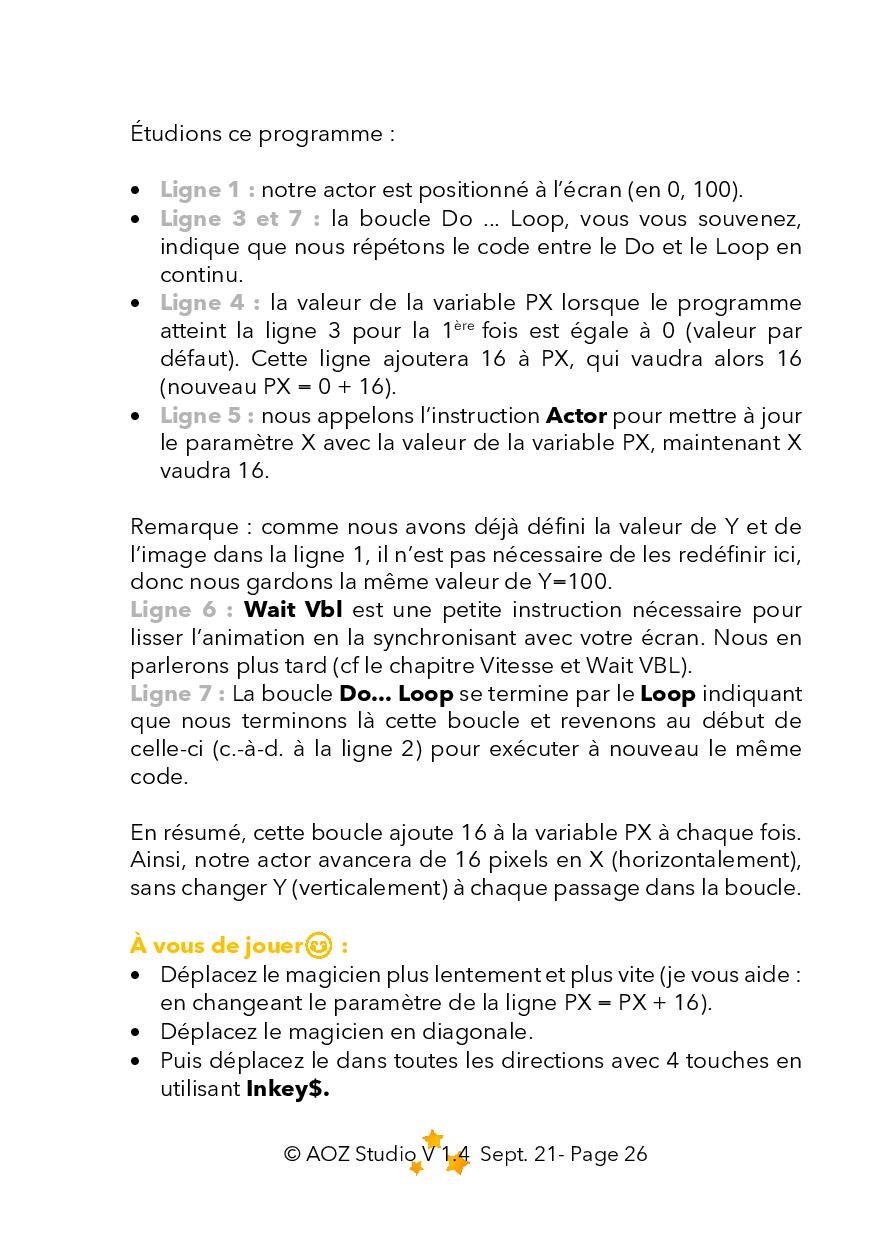 Étudions ce programme :
• Ligne 1 : notre actor est positionné à l’écran (en 0, 100).
• Ligne 3 et 7 : la boucle Do ... Loop, vous vous souvenez,
indique que nous répétons le code entre le Do et le Loop en
continu.
• Ligne 4 : la valeur de la variable PX lorsque le programme
atteint la ligne 3 pour la 1ère fois est égale à 0 (valeur par
défaut). Cette ligne ajoutera 16 à PX, qui vaudra alors 16
(nouveau PX = 0 + 16).
• Ligne 5 : nous appelons l’instruction Actor pour mettre à jour
le paramètre X avec la valeur de la variable PX, maintenant X
vaudra 16.
Remarque : comme nous avons déjà défini la valeur de Y et de
l’image dans la ligne 1, il n’est pas nécessaire de les redéfinir ici,
donc nous gardons la même valeur de Y=100.
Ligne 6 : Wait Vbl est une petite instruction nécessaire pour
lisser l’animation en la synchronisant avec votre écran. Nous en
parlerons plus tard (cf le chapitre Vitesse et Wait VBL).
Ligne 7 : La boucle Do... Loop se termine par le Loop indiquant
que nous terminons là cette boucle et revenons au début de
celle-ci (c.-à-d. à la ligne 2) pour exécuter à nouveau le même
code.
En résumé, cette boucle ajoute 16 à la variable PX à chaque fois.
Ainsi, notre actor avancera de 16 pixels en X (horizontalement),
sans changer Y (verticalement) à chaque passage dans la boucle.
À vous de jouer😊 :
• Déplacez le magicien plus lentement et plus vite (je vous aide :
en changeant le paramètre de la ligne PX = PX + 16).
• Déplacez le magicien en diagonale.
• Puis déplacez le dans toutes les directions avec 4 touches en
utilisant Inkey$.
© AOZ Studio V 1.4 Sept. 21- Page 26